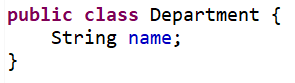 public class Department {
    String name;
}